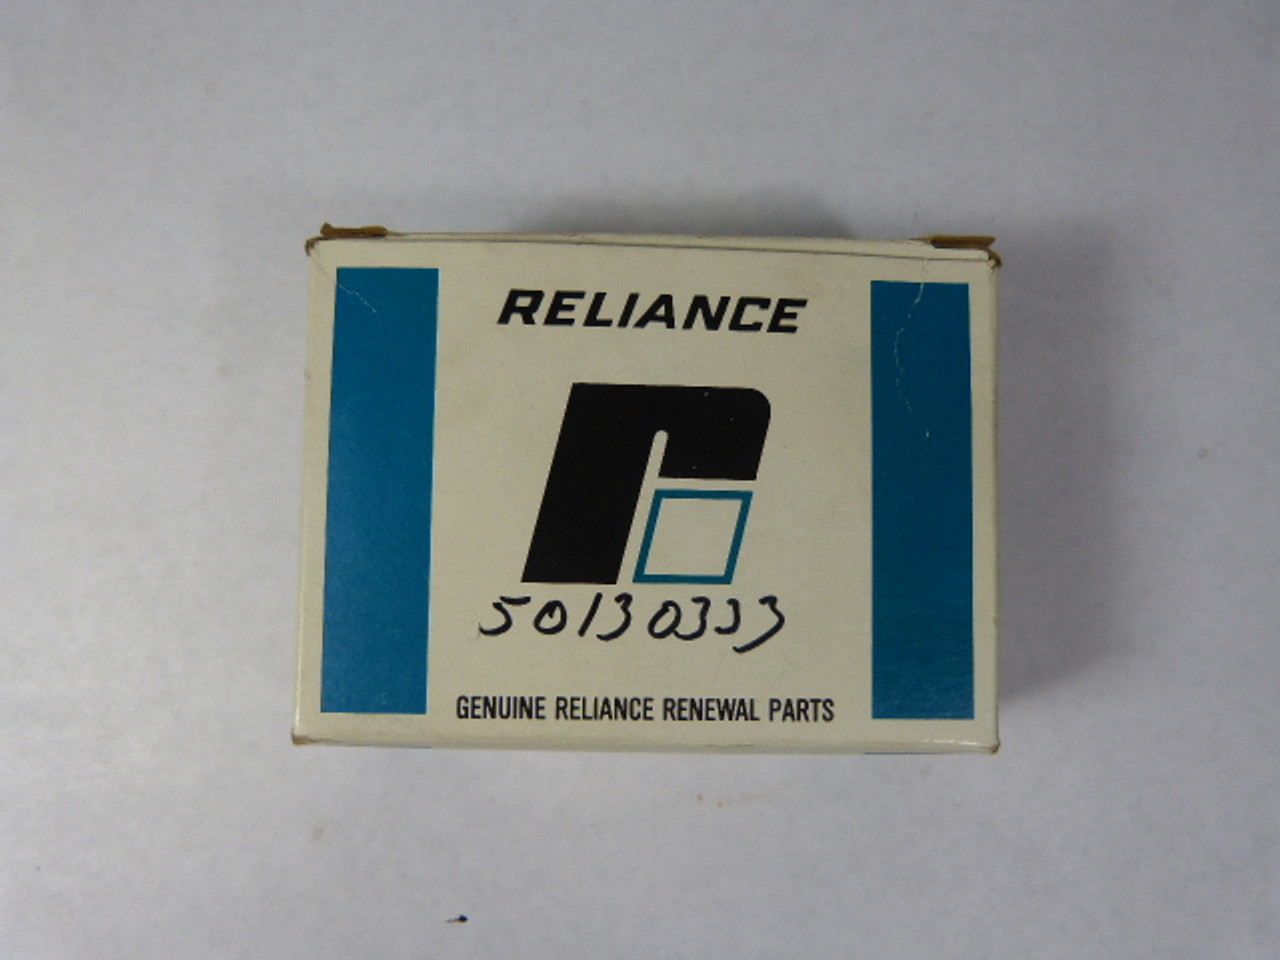 RELIANCE
50130333
GENUINE RELIANCE RENEWAL PARTS